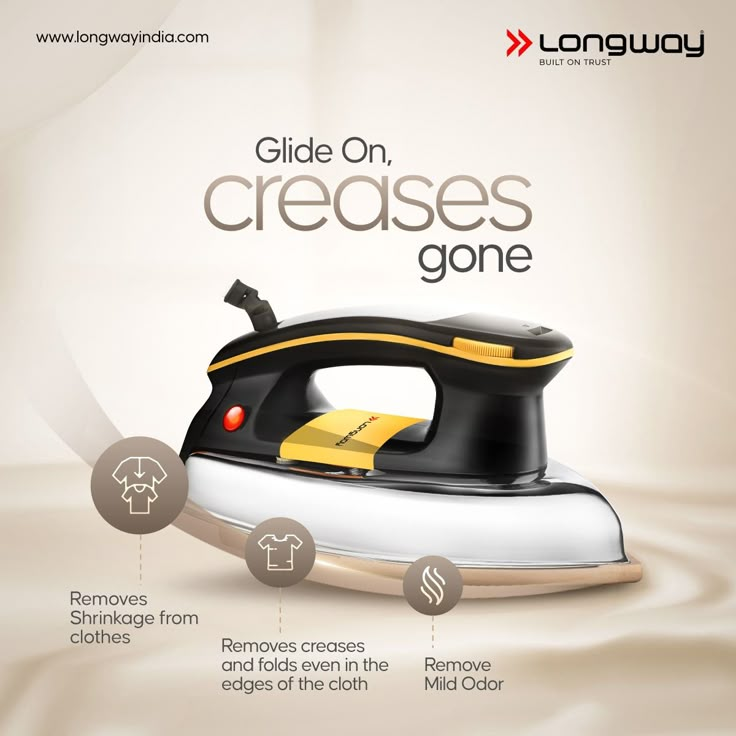 www.longwayindia.com
Longway
BUILT ON TRUST
Glide On,
creases
gone
Longway
Removes
Shrinkage from
clothes
Removes creases
and folds even in the
edges of the cloth
Remove
Mild Odor